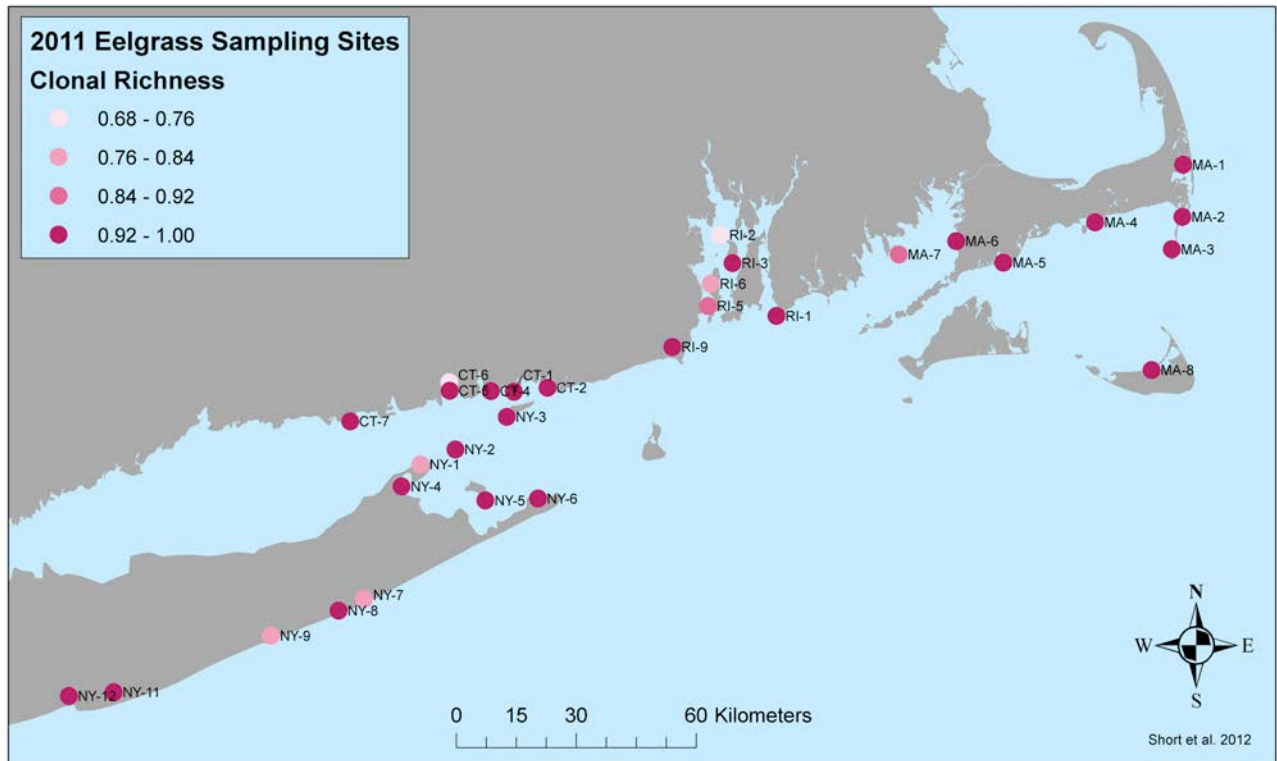 2011 Eelgrass Sampling Sites
Clonal Richness
0.68 - 0.76
0.76 - 0.84
0.84 - 0.92
0.92 - 1.00
MA-1
MA-2
MA-4
RI-2
MA-6
MA-3
MA-7
RI-3
MA-5
RI-6
RI-5
RI-1
RI-9
MA-8
CT-6
CT-1
CT-2
CT-5
CT-4
NY-3
CT-7
NY-2
NY-1
NY-4
NY-5
NY-6
NY-7
NY-8
NY-9
NY-11
NY-12
N
W E
S
0 15 30 60 Kilometers
Short et al. 2012